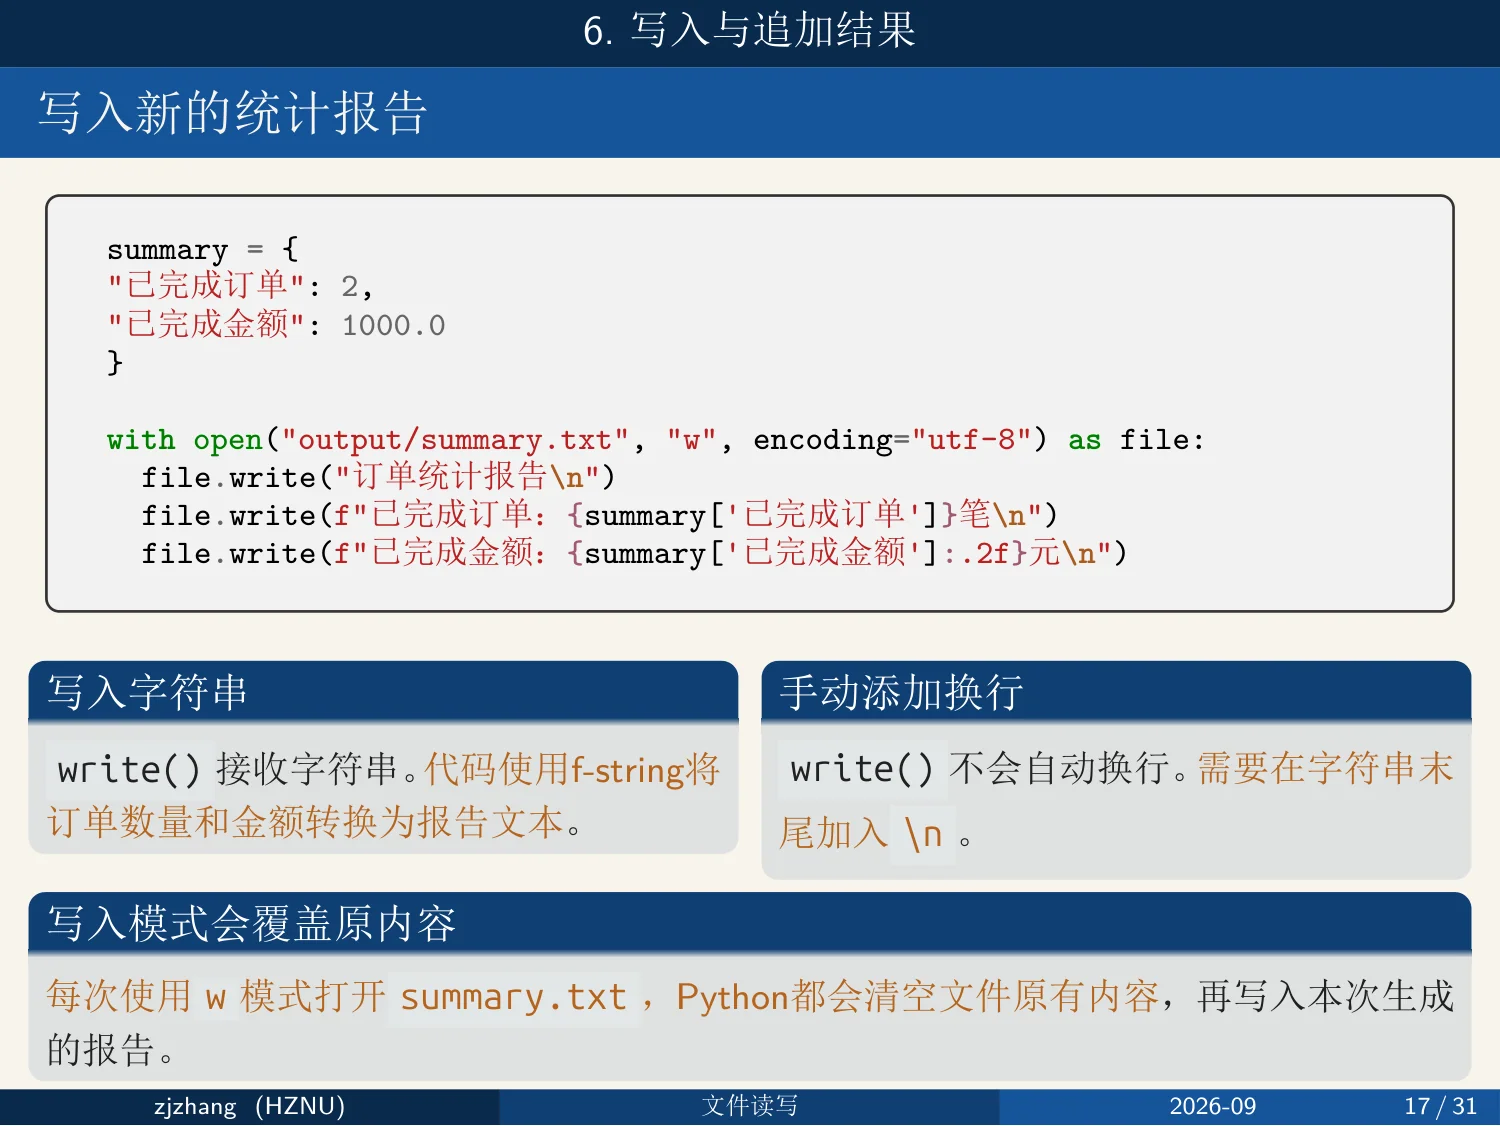 6. 写入与追加结果
写入新的统计报告
summary = {
"已完成订单": 2,
"已完成金额": 1000.0
}
with open("output/summary.txt", "w", encoding="utf-8") as file:
  file.write("订单统计报告\n")
  file.write(f"已完成订单：{summary['已完成订单']}笔\n")
  file.write(f"已完成金额：{summary['已完成金额']:.2f}元\n")
写入字符串
write() 接收字符串。代码使用f-string将
订单数量和金额转换为报告文本。
手动添加换行
write() 不会自动换行。需要在字符串末
尾加入 \n 。
写入模式会覆盖原内容
每次使用 w 模式打开 summary.txt ，Python都会清空文件原有内容，再写入本次生成
的报告。
zjzhang (HZNU) 文件读写 2026-09 17 / 31